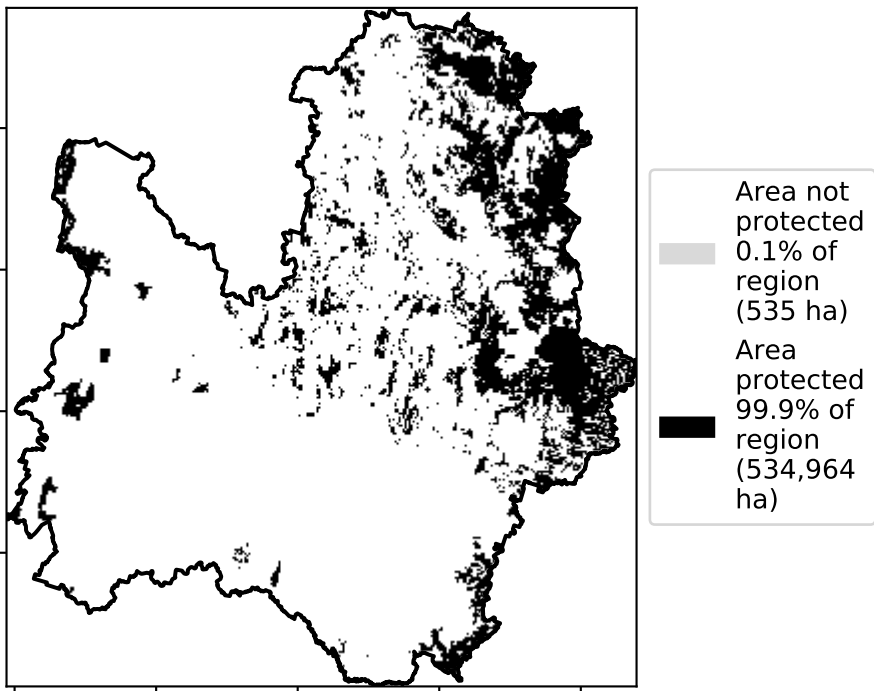 Area not
protected
0.1% of
region
(535 ha)
Area
protected
99.9% of
region
(534,964
ha)